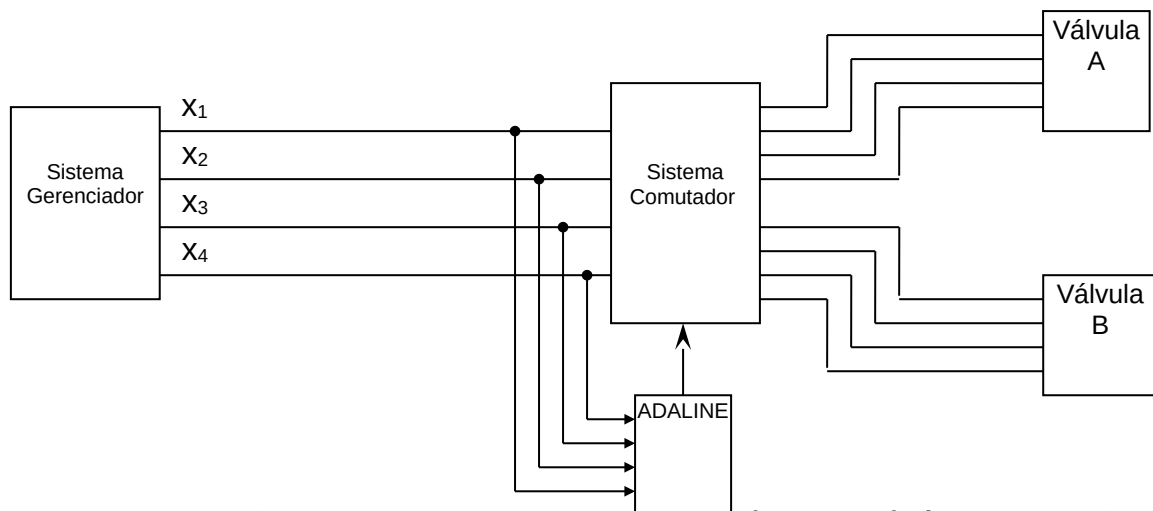 Sistema
Gerenciador
x₁
x₂
x₃
x₄
Sistema
Comutador
Válvula
A
Válvula
B
ADALINE